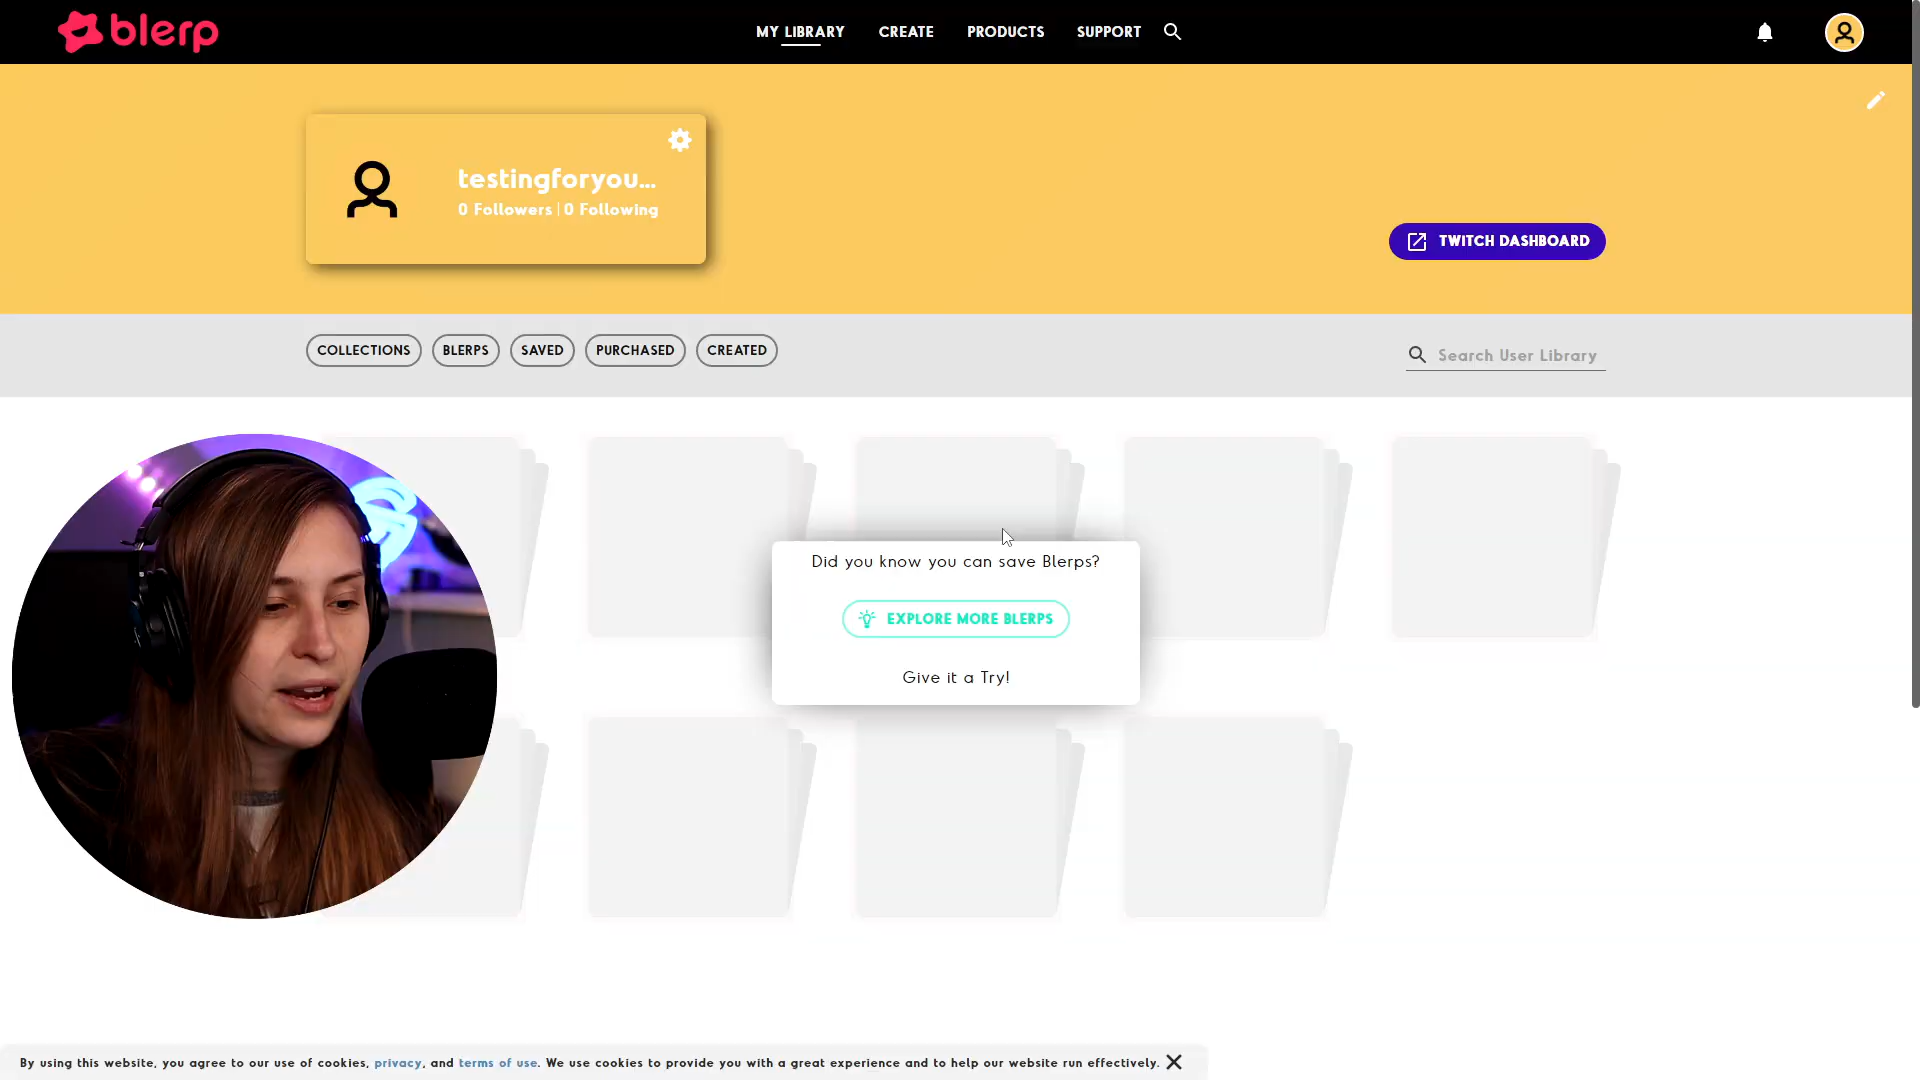 blerp
MY LIBRARY
CREATE
PRODUCTS
SUPPORT
testingforyou...
0 Followers | 0 Following
TWITCH DASHBOARD
COLLECTIONS
BLERPS
SAVED
PURCHASED
CREATED
Search User Library
Did you know you can save Blerps?
EXPLORE MORE BLERPS
Give it a Try!
By using this website, you agree to our use of cookies, privacy, and terms of use. We use cookies to provide you with a great experience and to help our website run effectively.